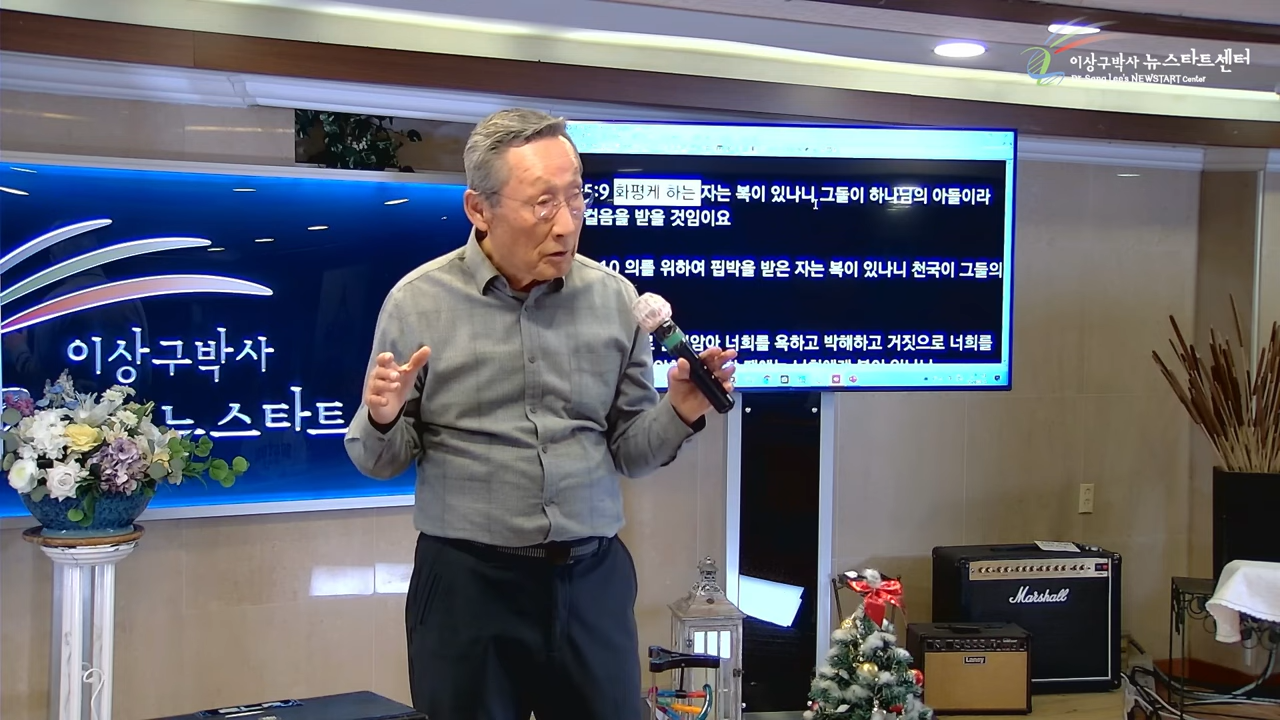 이상구박사 뉴스타트센터
Dr. Sang Lee's NEWSTART Center
5:9 화평케 하는 자는 복이 있나니 그들이 하나님의 아들이라
컬음을 받을 것임이요
10 의를 위하여 핍박을 받은 자는 복이 있나니 천국이 그들의
너희를 욕하고 박해하고 거짓으로 너희를
이상구박사
뉴스타트
Marshall
Laney